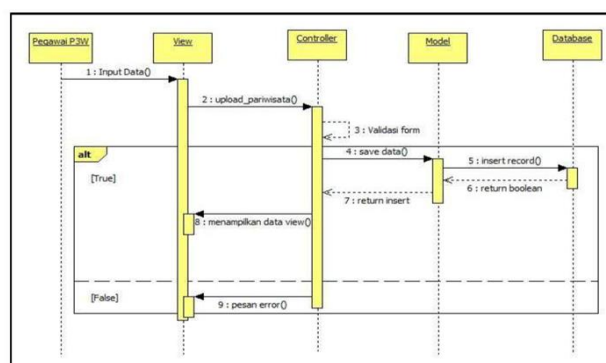 Pegawai P3W
View
Controller
Model
Database
1 : Input Data()
2 : upload_pariwisata()
3 : Validasi form
alt
4 : save data()
5 : insert record()
[True]
6 : return boolean
7 : return insert
8 : menampilkan data view()
[False]
9 : pesan error()